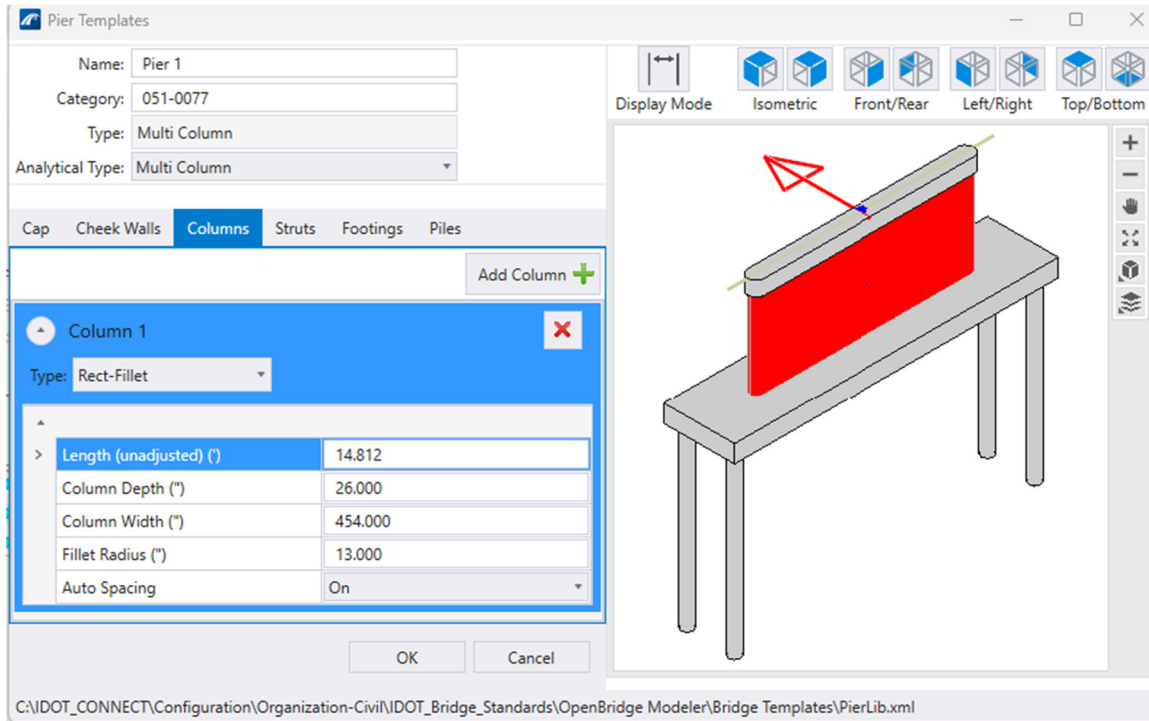 Pier Templates
Name: Pier 1
Category: 051-0077
Type: Multi Column
Analytical Type: Multi Column
Display Mode Isometric Front/Rear Left/Right Top/Bottom
Cap Cheek Walls Columns Struts Footings Piles
Add Column
Column 1
Type: Rect-Fillet
Length (unadjusted) (') 14.812
Column Depth (") 26.000
Column Width (") 454.000
Fillet Radius (") 13.000
Auto Spacing On
OK Cancel
C:\IDOT_CONNECT\Configuration\Organization-Civil\IDOT_Bridge_Standards\OpenBridge Modeler\Bridge Templates\PierLib.xml